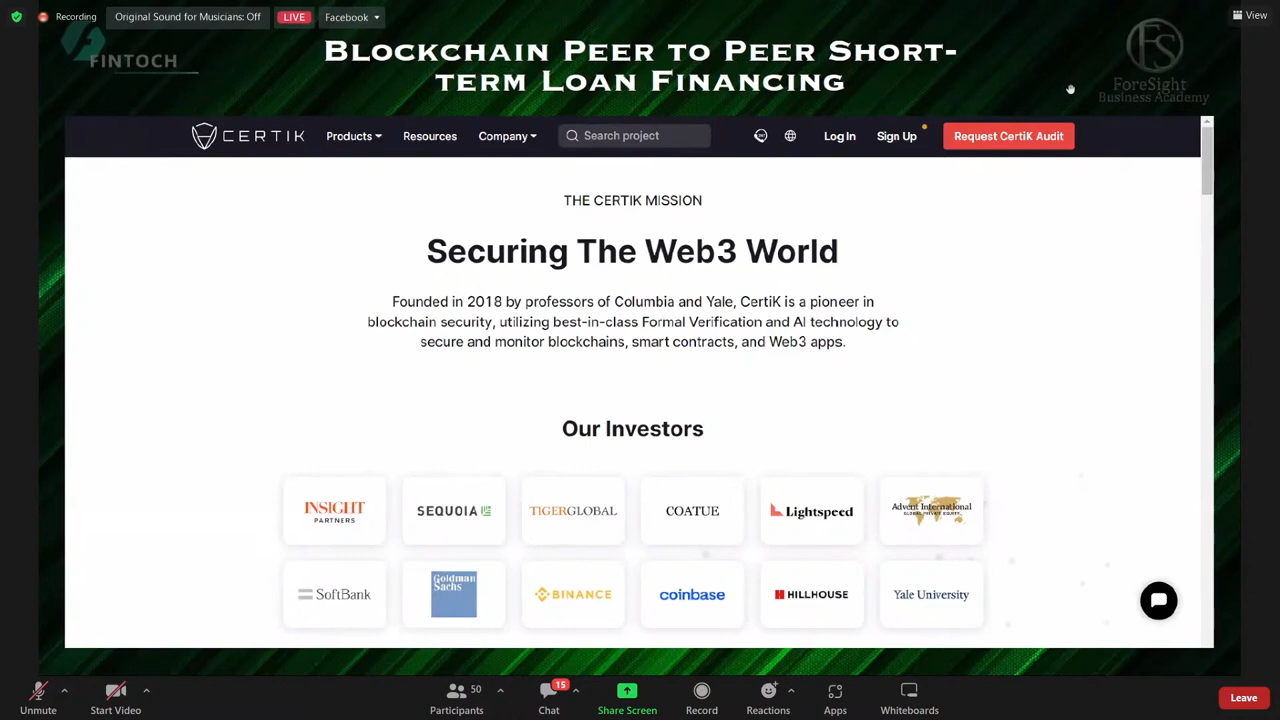 Recording
Original Sound for Musicians: Off
LIVE
Facebook
View
FINTOCH
BLOCKCHAIN PEER TO PEER SHORT-
TERM LOAN FINANCING
FS
ForeSight
Business Academy
CERTIK
Products
Resources
Company
Search project
Log In
Sign Up
Request CertiK Audit
THE CERTIK MISSION
Securing The Web3 World
Founded in 2018 by professors of Columbia and Yale, CertiK is a pioneer in
blockchain security, utilizing best-in-class Formal Verification and AI technology to
secure and monitor blockchains, smart contracts, and Web3 apps.
Our Investors
INSIGHT
PARTNERS
SEQUOIA
TIGERGLOBAL
COATUE
Lightspeed
Advent International
GLOBAL PRIVATE EQUITY
SoftBank
Goldman
Sachs
BINANCE
coinbase
HILLHOUSE
Yale University
Unmute
Start Video
50
Participants
15
Chat
Share Screen
Record
Reactions
Apps
Whiteboards
Leave